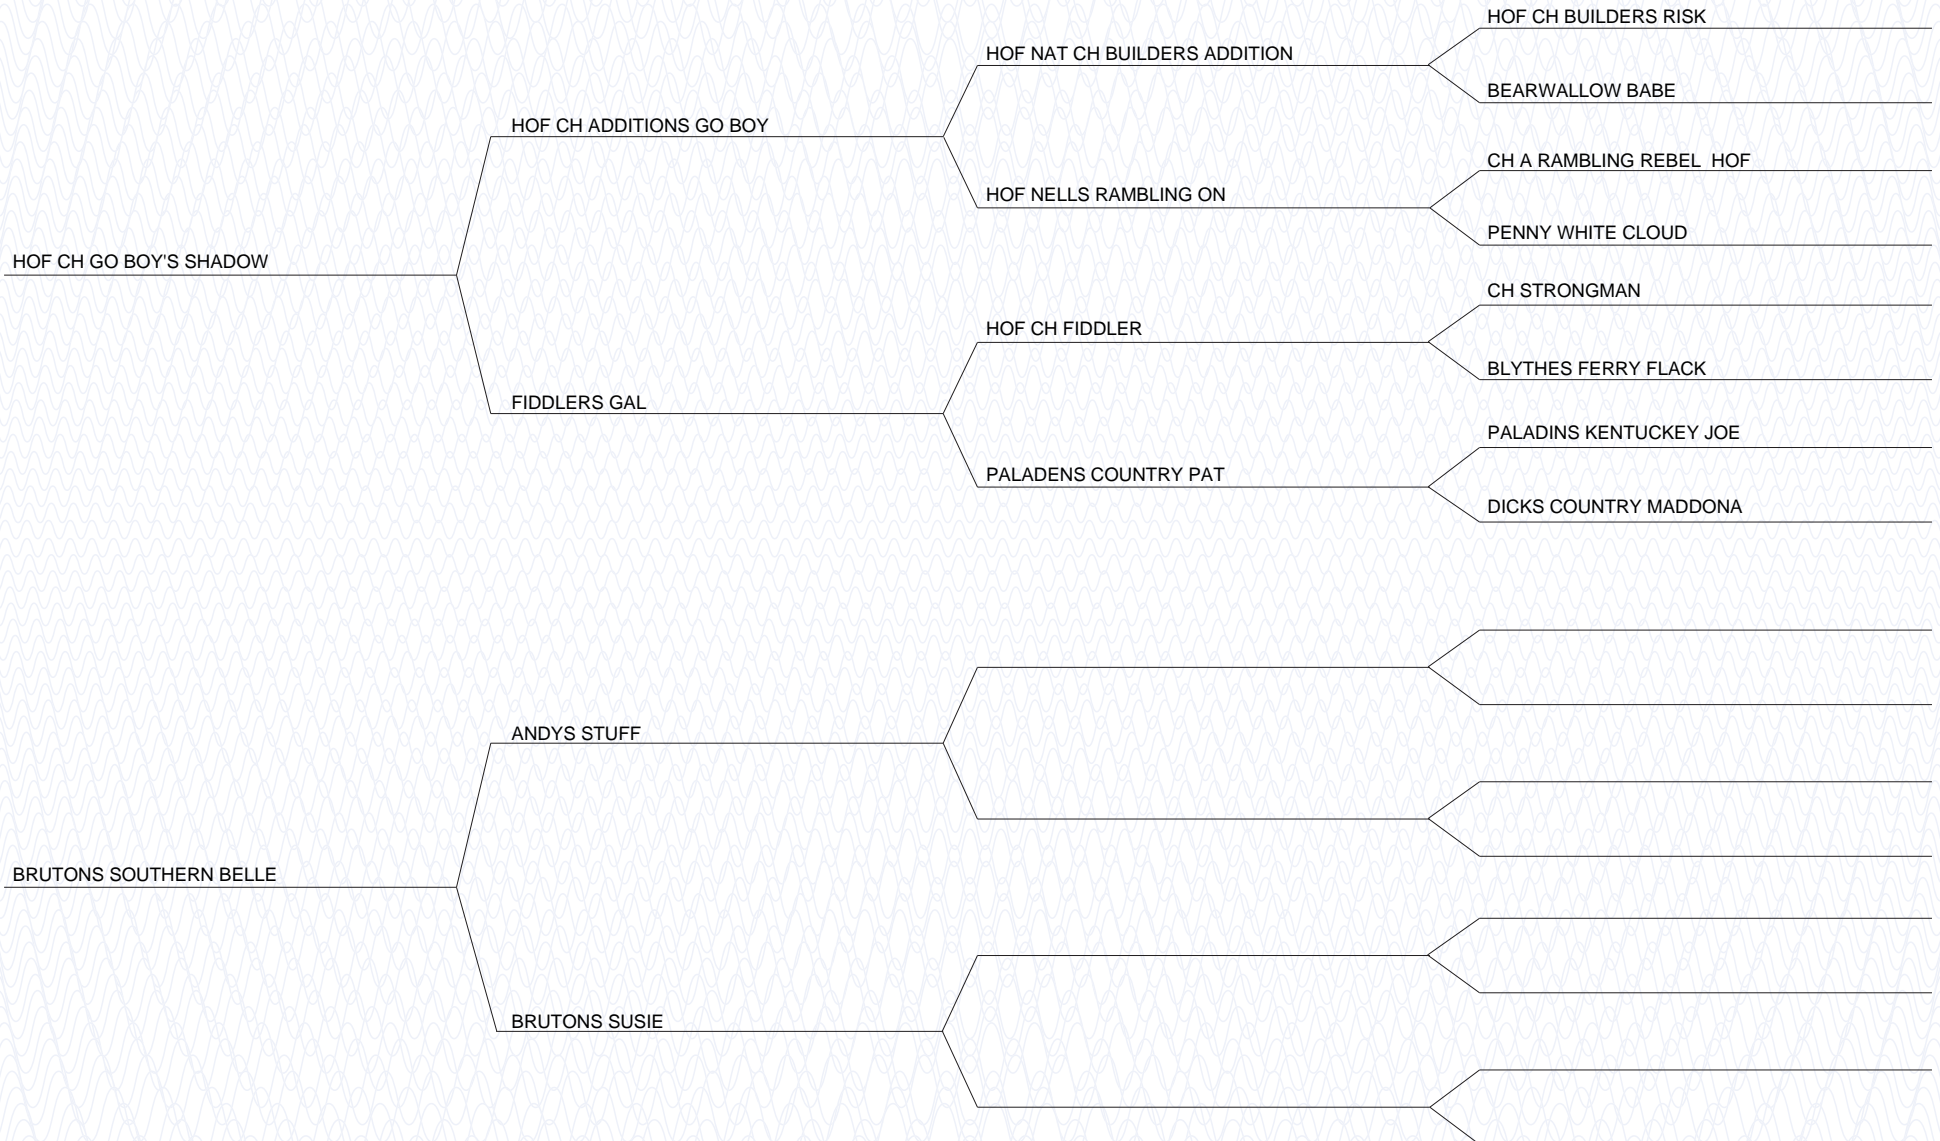 HOF CH BUILDERS RISK
HOF NAT CH BUILDERS ADDITION
BEARWALLOW BABE
HOF CH ADDITIONS GO BOY
CH A RAMBLING REBEL  HOF
HOF NELLS RAMBLING ON
PENNY WHITE CLOUD
HOF CH GO BOY'S SHADOW
CH STRONGMAN
HOF CH FIDDLER
BLYTHES FERRY FLACK
FIDDLERS GAL
PALADINS KENTUCKEY JOE
PALADENS COUNTRY PAT
DICKS COUNTRY MADDONA
ANDYS STUFF
BRUTONS SOUTHERN BELLE
BRUTONS SUSIE